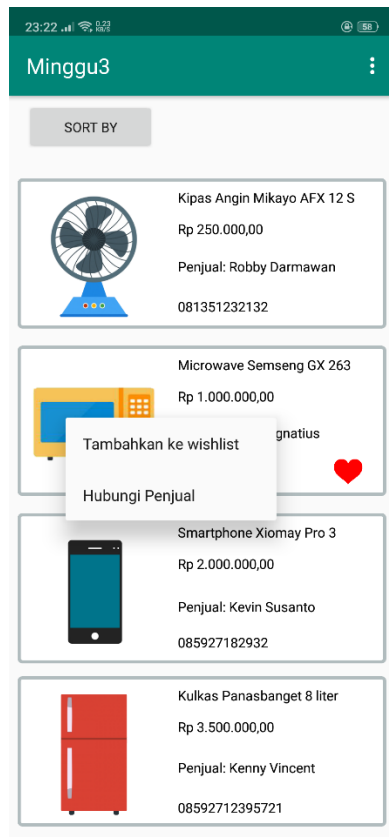 23:22 0,23 KB/S 58
Minggu3
SORT BY
Kipas Angin Mikayo AFX 12 S
Rp 250.000,00
Penjual: Robby Darmawan
081351232132
Microwave Semseng GX 263
Rp 1.000.000,00
gnatius
Tambahkan ke wishlist
Hubungi Penjual
Smartphone Xiomay Pro 3
Rp 2.000.000,00
Penjual: Kevin Susanto
085927182932
Kulkas Panasbanget 8 liter
Rp 3.500.000,00
Penjual: Kenny Vincent
08592712395721